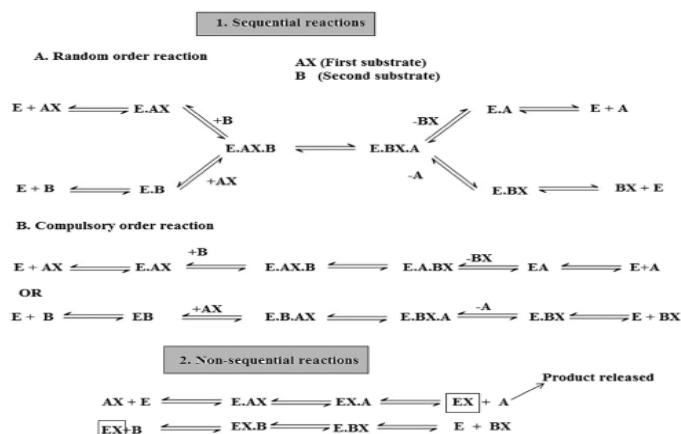 1. Sequential reactions
A. Random order reaction
AX (First substrate)
B (Second substrate)
E + AX E.AX +B -BX E.A E + A
E.AX.B E.BX.A
E + B E.B +AX -A E.BX BX + E
B. Compulsory order reaction
E + AX E.AX +B E.AX.B E.A.BX -BX EA E+A
OR
E + B EB +AX E.B.AX E.BX.A -A E.BX E + BX
2. Non-sequential reactions
Product released
AX + E E.AX EX.A EX + A
EX+B EX.B E.BX E + BX